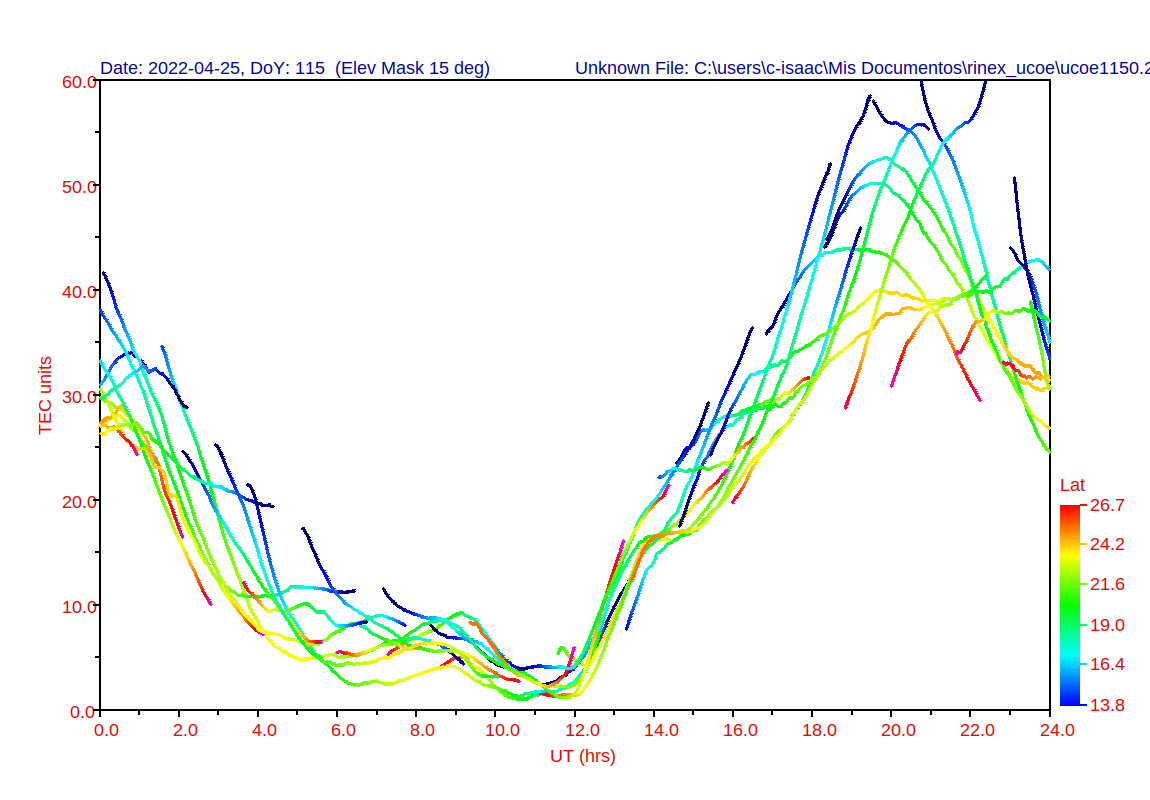 Date: 2022-04-25, DoY: 115  (Elev Mask 15 deg)
Unknown File: C:\users\c-isaac\Mis Documentos\rinex_ucoe\ucoe1150.2
60.0
50.0
40.0
30.0
20.0
10.0
0.0
TEC units
0.0 2.0 4.0 6.0 8.0 10.0 12.0 14.0 16.0 18.0 20.0 22.0 24.0
UT (hrs)
Lat
26.7
24.2
21.6
19.0
16.4
13.8